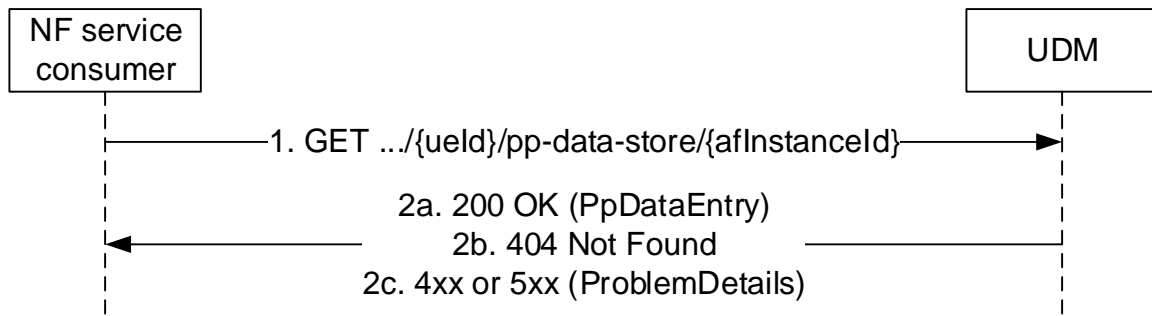 NF service
consumer
UDM
1. GET .../{ueId}/pp-data-store/{afInstanceId}
2a. 200 OK (PpDataEntry)
2b. 404 Not Found
2c. 4xx or 5xx (ProblemDetails)